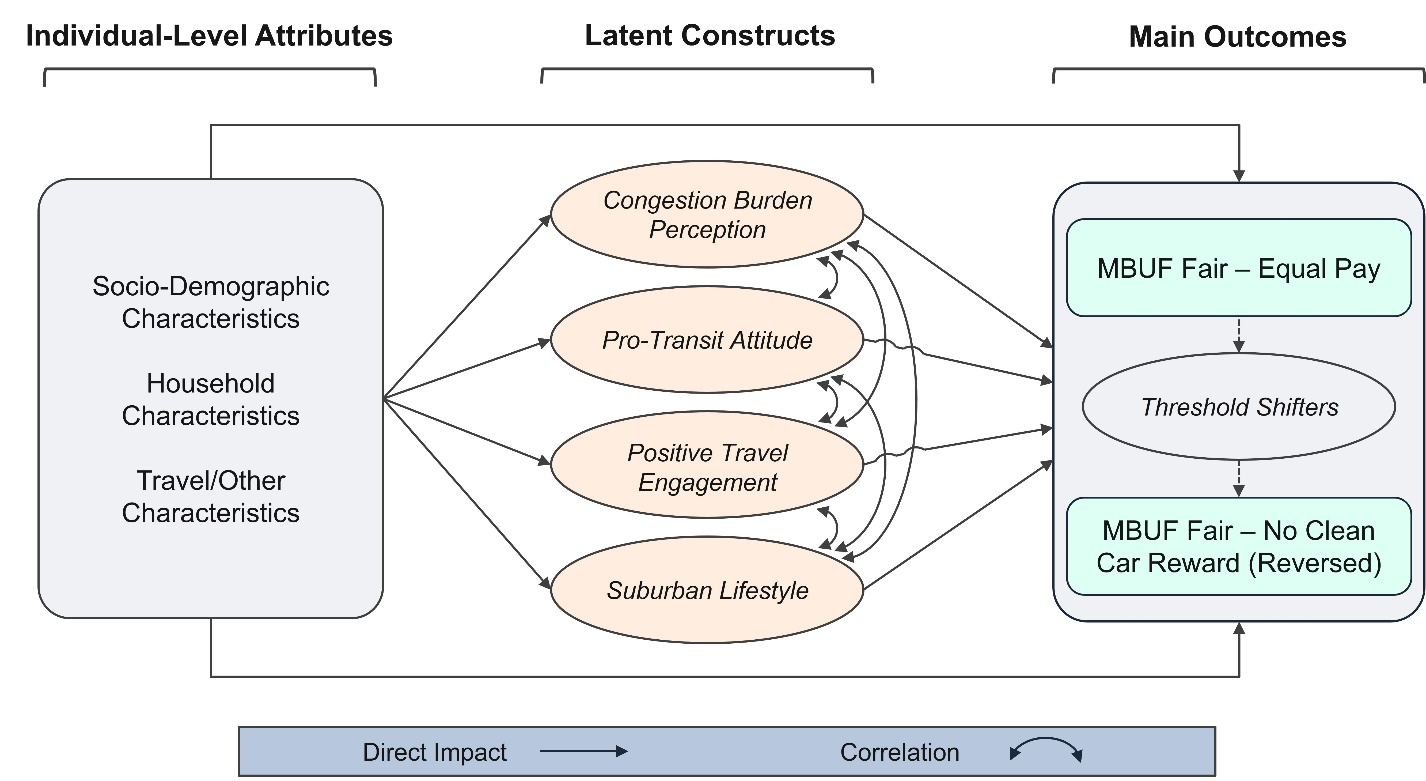 Individual-Level Attributes
Latent Constructs
Main Outcomes
Socio-Demographic
Characteristics
Household
Characteristics
Travel/Other
Characteristics
Congestion Burden
Perception
Pro-Transit Attitude
Positive Travel
Engagement
Suburban Lifestyle
MBUF Fair – Equal Pay
Threshold Shifters
MBUF Fair – No Clean
Car Reward (Reversed)
Direct Impact
Correlation